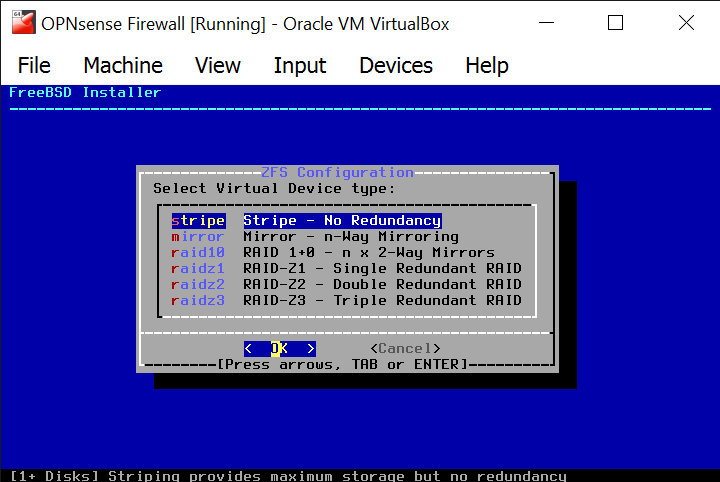 OPNsense Firewall [Running] - Oracle VM VirtualBox
File Machine View Input Devices Help
FreeBSD Installer
ZFS Configuration
Select Virtual Device type:
stripe Stripe - No Redundancy
mirror Mirror - n-Way Mirroring
raid10 RAID 1+0 - n x 2-Way Mirrors
raidz1 RAID-Z1 - Single Redundant RAID
raidz2 RAID-Z2 - Double Redundant RAID
raidz3 RAID-Z3 - Triple Redundant RAID
< OK > <Cancel>
[Press arrows, TAB or ENTER]
[1+ Disks] Striping provides maximum storage but no redundancy